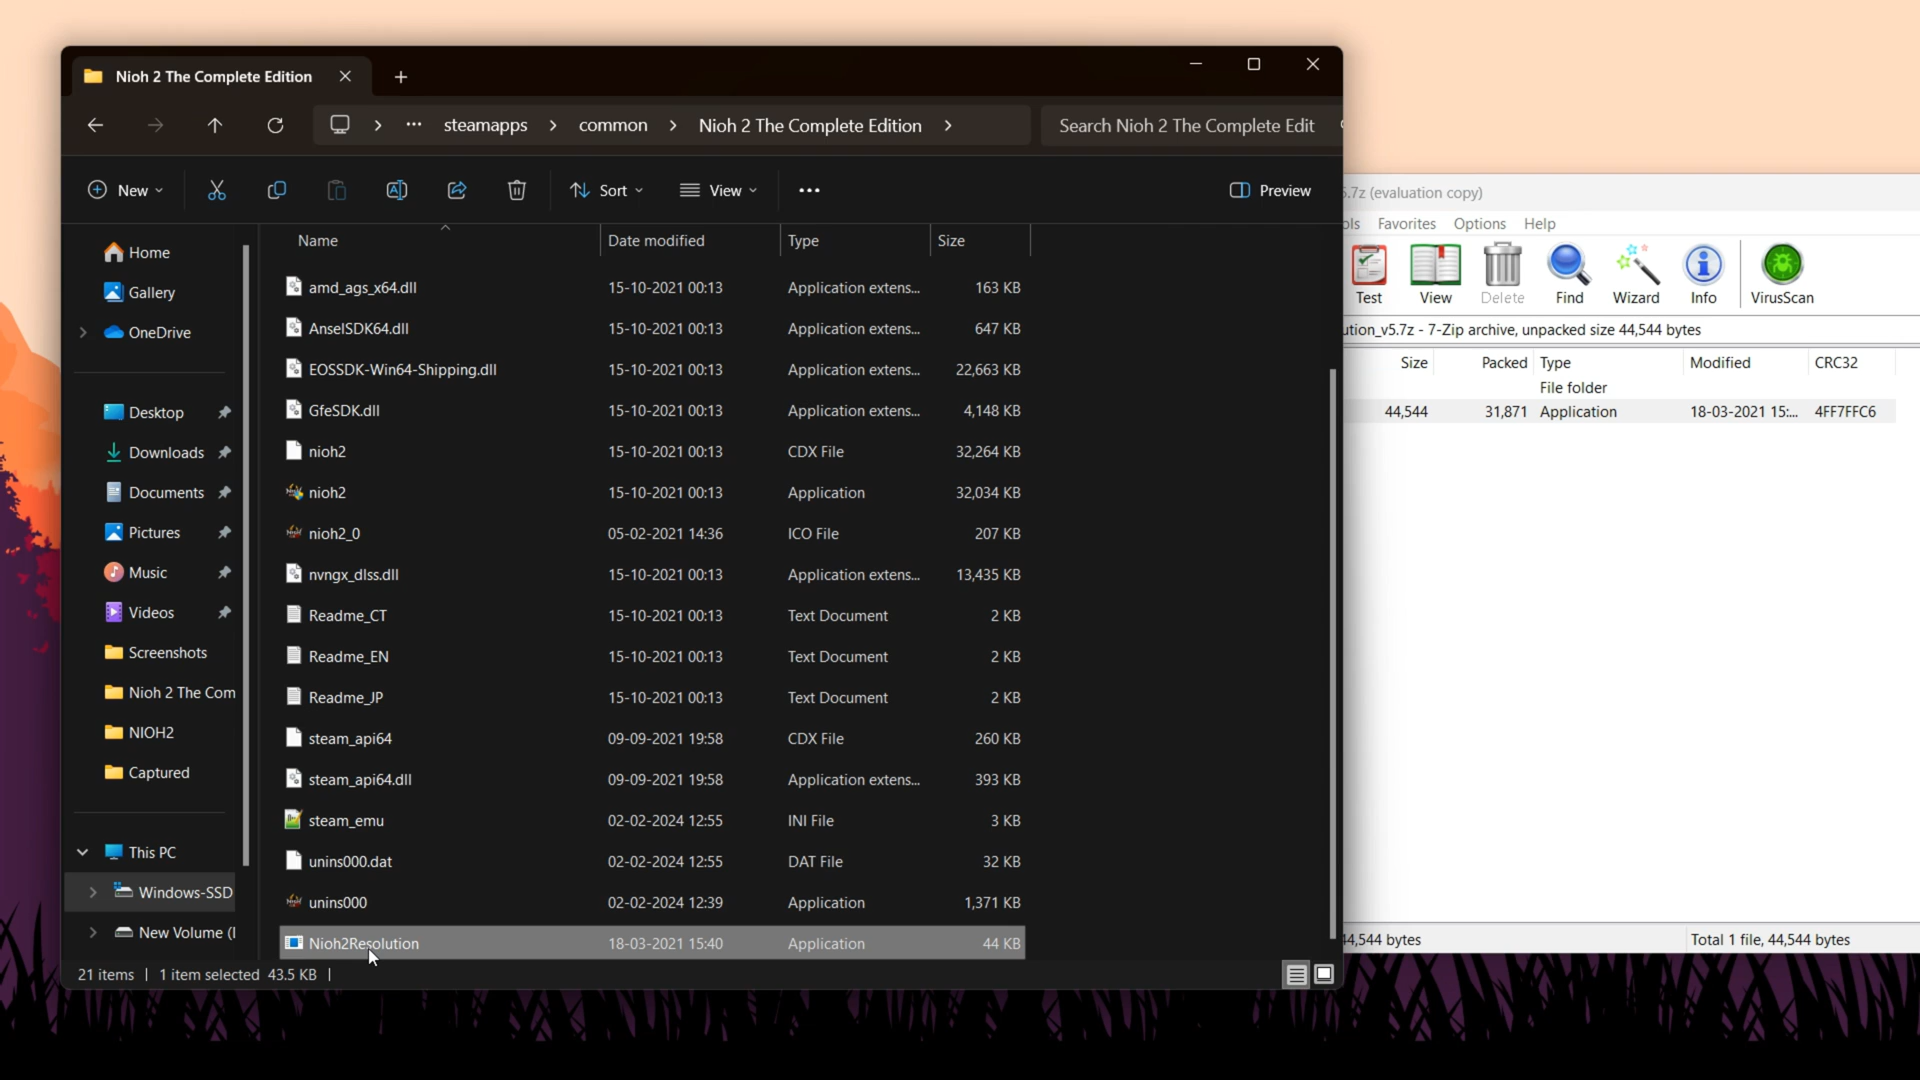 Nioh 2 The Complete Edition
steamapps > common > Nioh 2 The Complete Edition >
Search Nioh 2 The Complete Edit
New
Sort
View
Preview
Home
Gallery
OneDrive
Desktop
Downloads
Documents
Pictures
Music
Videos
Screenshots
Nioh 2 The Com
NIOH2
Captured
This PC
Windows-SSD
New Volume (
Name Date modified Type Size
amd_ags_x64.dll 15-10-2021 00:13 Application extens... 163 KB
AnselSDK64.dll 15-10-2021 00:13 Application extens... 647 KB
EOSSDK-Win64-Shipping.dll 15-10-2021 00:13 Application extens... 22,663 KB
GfeSDK.dll 15-10-2021 00:13 Application extens... 4,148 KB
nioh2 15-10-2021 00:13 CDX File 32,264 KB
nioh2 15-10-2021 00:13 Application 32,034 KB
nioh2_0 05-02-2021 14:36 ICO File 207 KB
nvngx_dlss.dll 15-10-2021 00:13 Application extens... 13,435 KB
Readme_CT 15-10-2021 00:13 Text Document 2 KB
Readme_EN 15-10-2021 00:13 Text Document 2 KB
Readme_JP 15-10-2021 00:13 Text Document 2 KB
steam_api64 09-09-2021 19:58 CDX File 260 KB
steam_api64.dll 09-09-2021 19:58 Application extens... 393 KB
steam_emu 02-02-2024 12:55 INI File 3 KB
unins000.dat 02-02-2024 12:55 DAT File 32 KB
unins000 02-02-2024 12:39 Application 1,371 KB
Nioh2Resolution 18-03-2021 15:40 Application 44 KB
21 items | 1 item selected 43.5 KB |
5.7z (evaluation copy)
ols Favorites Options Help
Test View Delete Find Wizard Info VirusScan
ution_v5.7z - 7-Zip archive, unpacked size 44,544 bytes
Size Packed Type Modified CRC32
File folder
44,544 31,871 Application 18-03-2021 15:... 4FF7FFC6
44,544 bytes
Total 1 file, 44,544 bytes